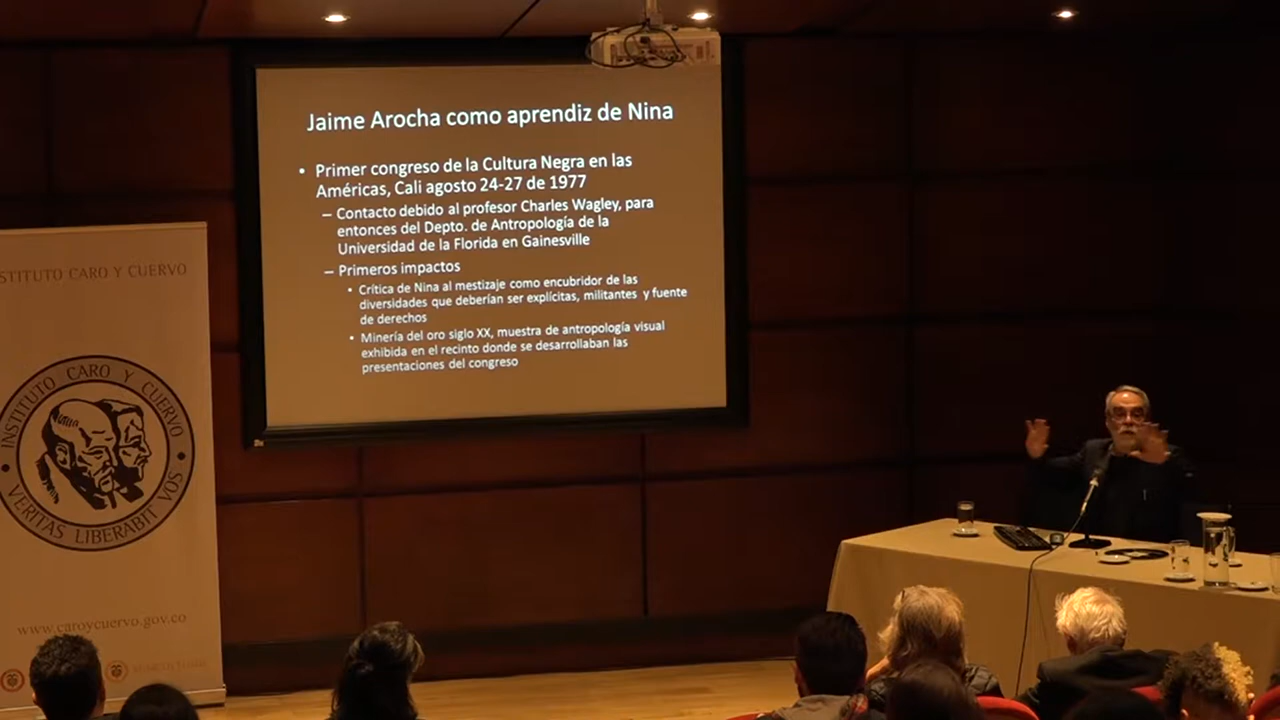 Jaime Arocha como aprendiz de Nina
• Primer congreso de la Cultura Negra en las
Américas, Cali agosto 24-27 de 1977
– Contacto debido al profesor Charles Wagley, para
entonces del Depto. de Antropología de la
Universidad de la Florida en Gainesville
– Primeros impactos
• Crítica de Nina al mestizaje como encubridor de las
diversidades que deberían ser explícitas, militantes y fuente
de derechos
• Minería del oro siglo XX, muestra de antropología visual
exhibida en el recinto donde se desarrollaban las
presentaciones del congreso
STITUTO CARO Y CUERVO
INSTITUTO CARO Y CUERVO
VERITAS LIBERABIT VOS
www.caroycuervo.gov.co